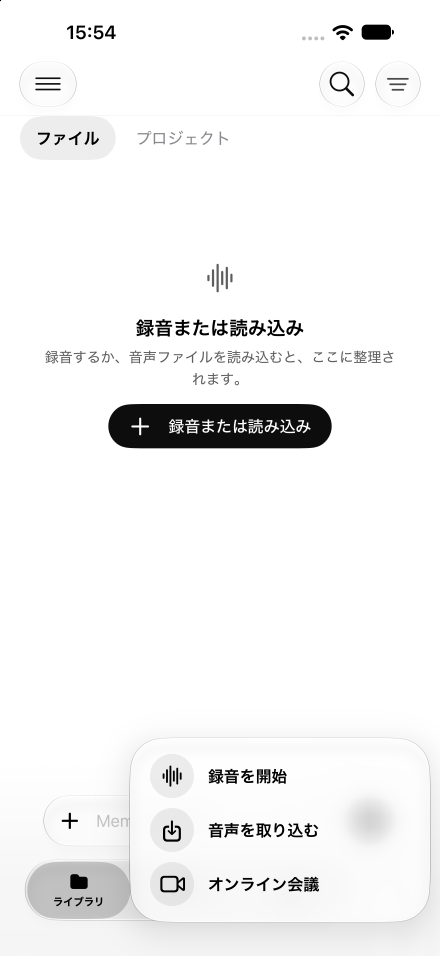 15:54
ファイル
プロジェクト
録音または読み込み
録音するか、音声ファイルを読み込むと、ここに整理さ
れます。
録音または読み込み
録音を開始
音声を取り込む
オンライン会議
ライブラリ